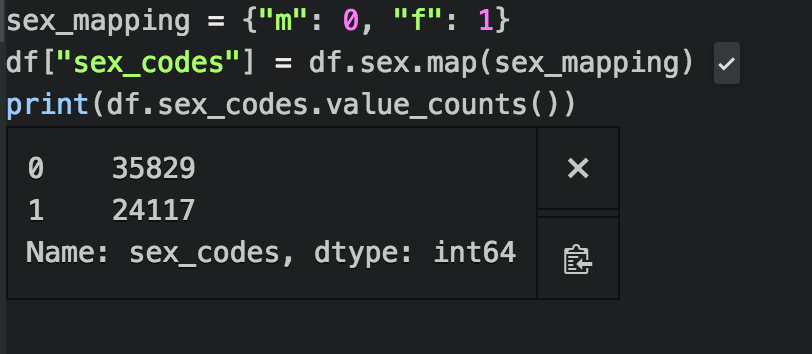 sex_mapping = {"m": 0, "f": 1}
df["sex_codes"] = df.sex.map(sex_mapping)
print(df.sex_codes.value_counts())
0    35829
1    24117
Name: sex_codes, dtype: int64